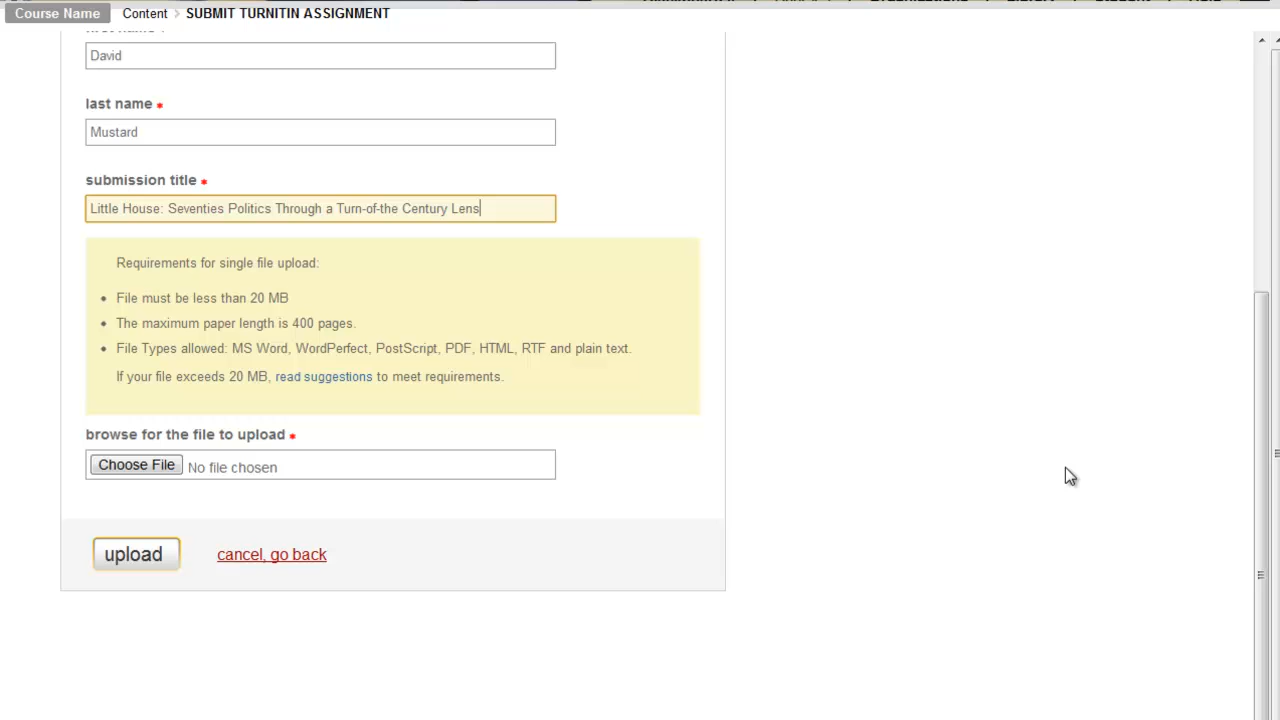 Course Name Content > SUBMIT TURNITIN ASSIGNMENT
David
last name *
Mustard
submission title *
Little House: Seventies Politics Through a Turn-of-the Century Lens
Requirements for single file upload:
• File must be less than 20 MB
• The maximum paper length is 400 pages.
• File Types allowed: MS Word, WordPerfect, PostScript, PDF, HTML, RTF and plain text.
If your file exceeds 20 MB, read suggestions to meet requirements.
browse for the file to upload *
Choose File No file chosen
upload cancel, go back